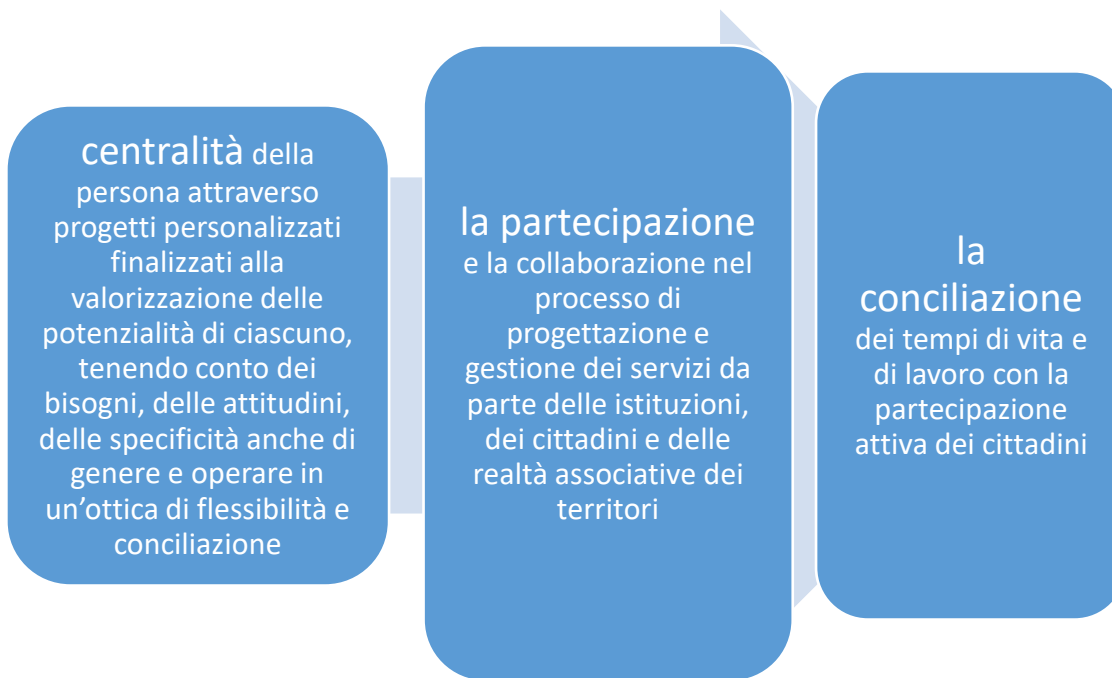 centralità della
persona attraverso
progetti personalizzati
finalizzati alla
valorizzazione delle
potenzialità di ciascuno,
tenendo conto dei
bisogni, delle attitudini,
delle specificità anche di
genere e operare in
un’ottica di flessibilità e
conciliazione
la partecipazione
e la collaborazione nel
processo di
progettazione e
gestione dei servizi da
parte delle istituzioni,
dei cittadini e delle
realtà associative dei
territori
la
conciliazione
dei tempi di vita e
di lavoro con la
partecipazione
attiva dei cittadini